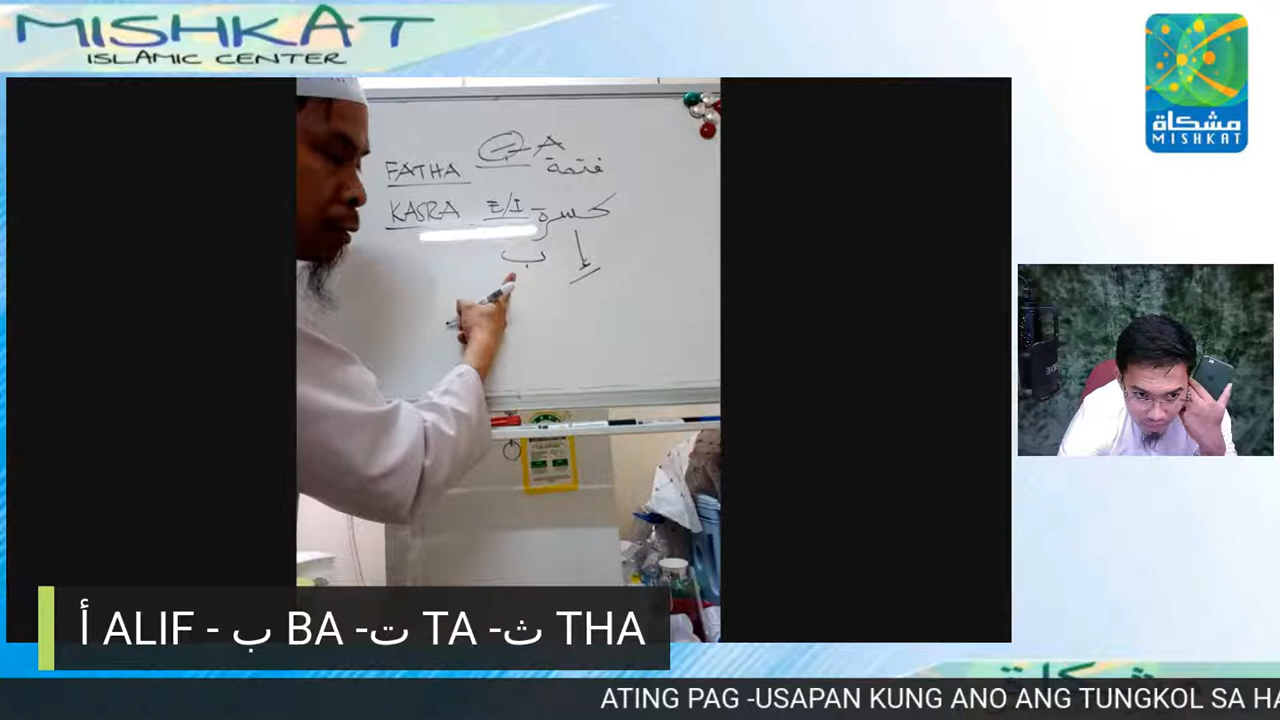 MISHKAT
ISLAMIC CENTER
مشكاة
MISHKAT
FATHA A فتحة
KASRA E/I كسرة
ب إ
أ ALIF - ب BA -ت TA -ث THA
ATING PAG -USAPAN KUNG ANO ANG TUNGKOL SA HA